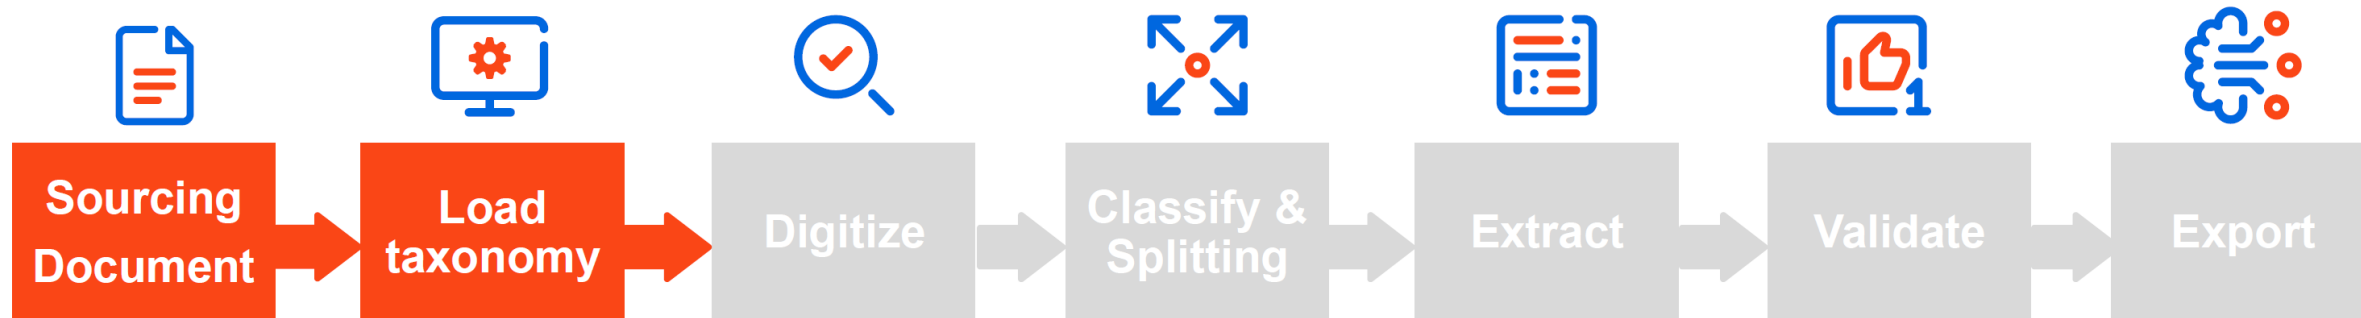 Sourcing
Document
Load
taxonomy
Digitize
Classify &
Splitting
Extract
Validate
1
Export